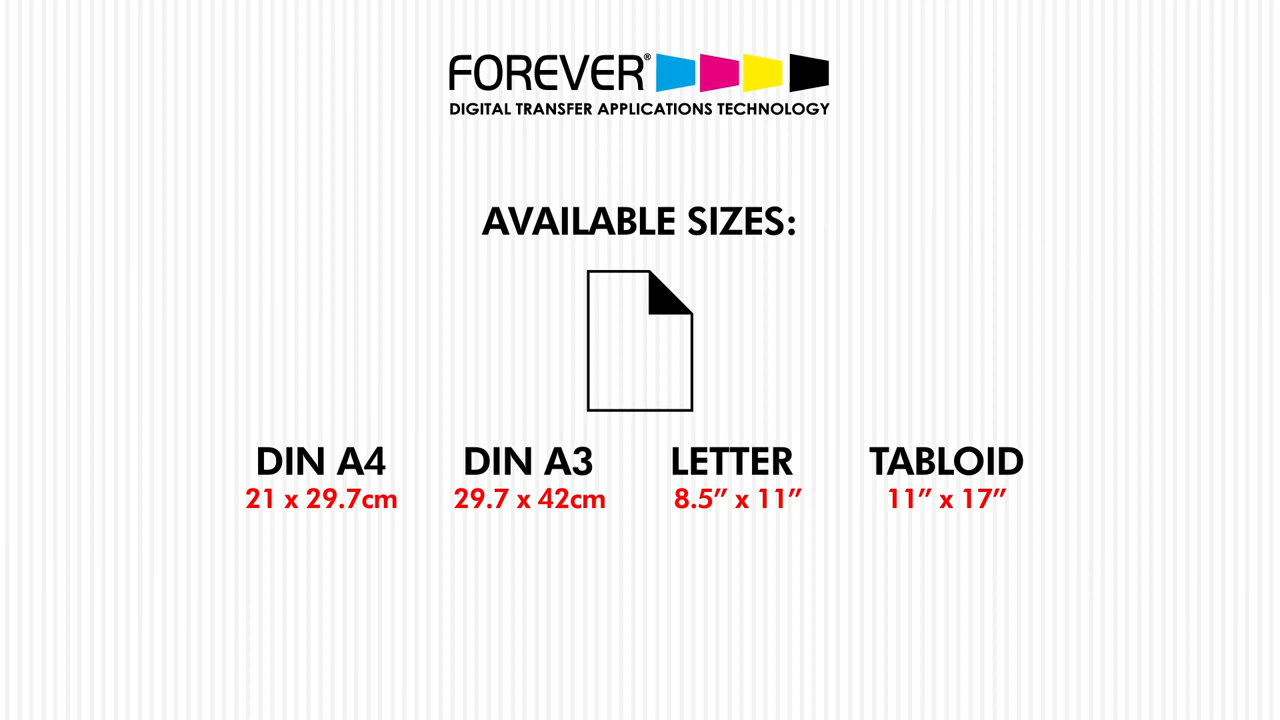 FOREVER®
DIGITAL TRANSFER APPLICATIONS TECHNOLOGY
AVAILABLE SIZES:
DIN A4 DIN A3 LETTER TABLOID
21 x 29.7cm 29.7 x 42cm 8.5” x 11” 11” x 17”